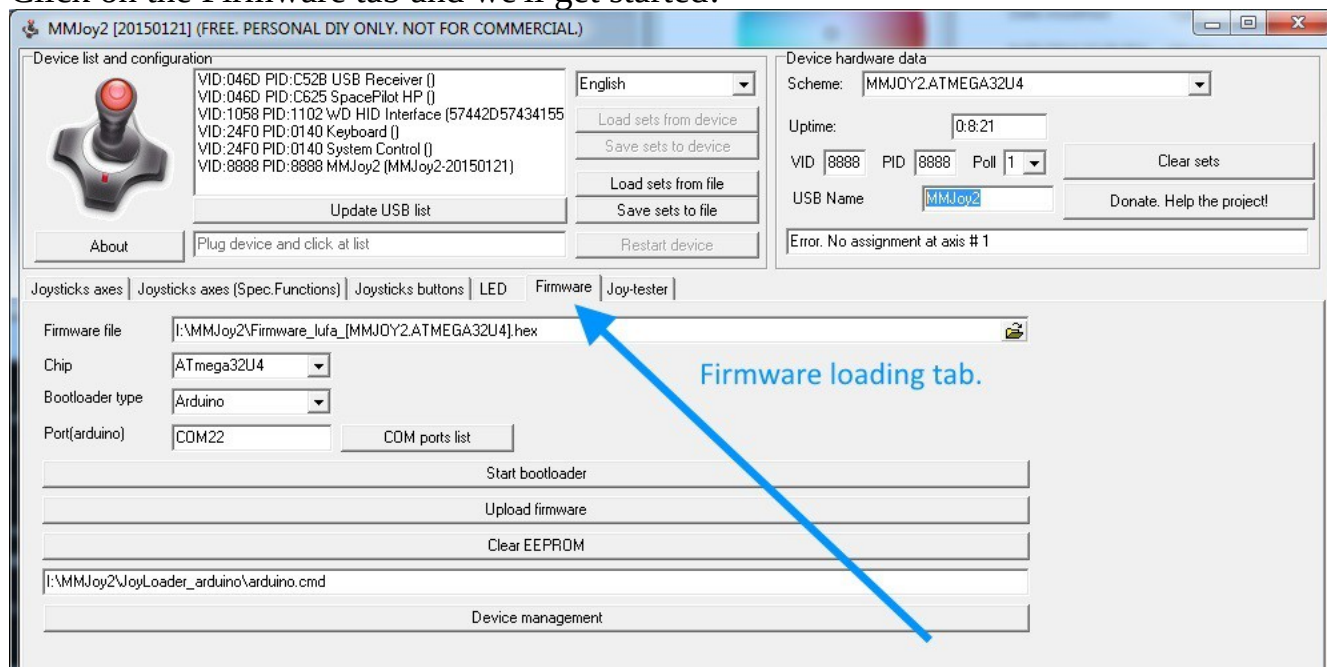 Click on the Firmware tab and we'll get started!
MMJoy2 [20150121] (FREE. PERSONAL DIY ONLY. NOT FOR COMMERCIAL.)
Device list and configuration
VID:046D PID:C52B USB Receiver ()
VID:046D PID:C625 SpacePilot HP ()
VID:1058 PID:1102 WD HID Interface (57442D57434155
VID:24F0 PID:0140 Keyboard ()
VID:24F0 PID:0140 System Control ()
VID:8888 PID:8888 MMJoy2 (MMJoy2-20150121)
Update USB list
About
Plug device and click at list
English
Load sets from device
Save sets to device
Load sets from file
Save sets to file
Restart device
Device hardware data
Scheme: MMJOY2.ATMEGA32U4
Uptime: 0:8:21
VID 8888 PID 8888 Poll 1
Clear sets
USB Name MMJoy2
Donate. Help the project!
Error. No assignment at axis # 1
Joysticks axes Joysticks axes (Spec.Functions) Joysticks buttons LED Firmware Joy-tester
Firmware file I:\MMJoy2\Firmware_lufa_[MMJOY2.ATMEGA32U4].hex
Chip ATmega32U4
Firmware loading tab.
Bootloader type Arduino
Port(arduino) COM22 COM ports list
Start bootloader
Upload firmware
Clear EEPROM
I:\MMJoy2\JoyLoader_arduino\arduino.cmd
Device management